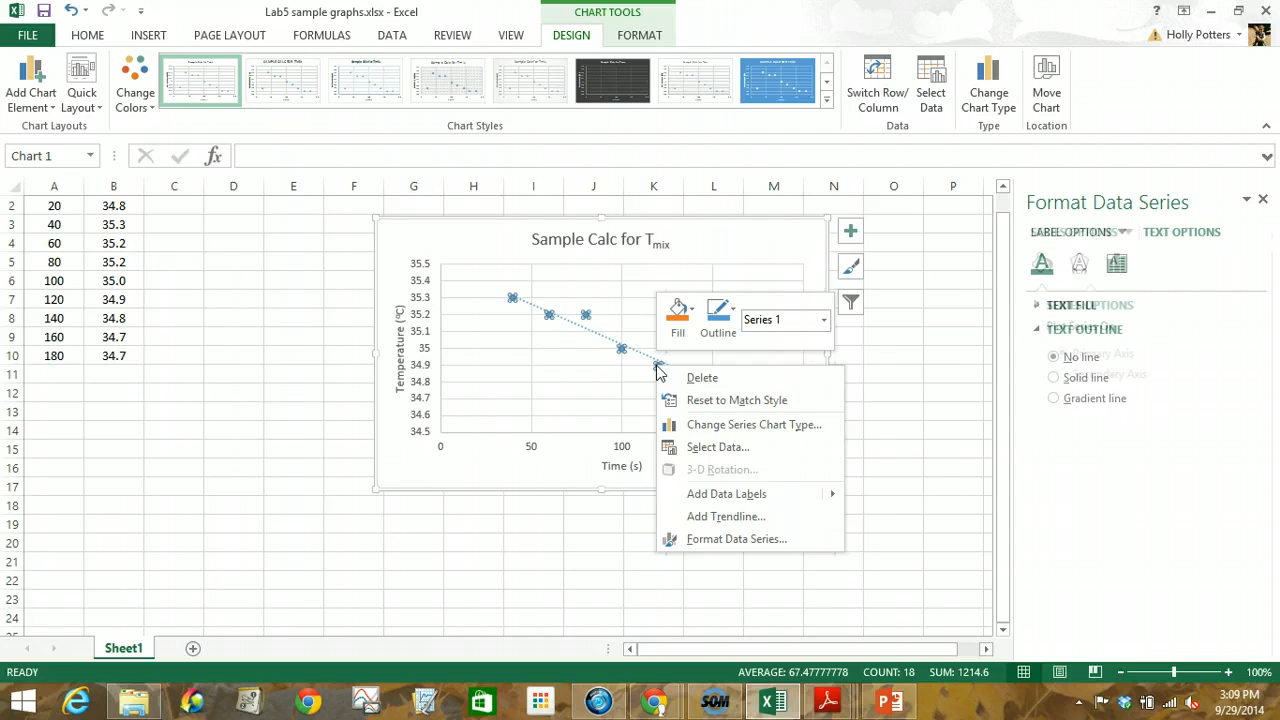 Lab5 sample graphs.xlsx - Excel
CHART TOOLS
?
FILE HOME INSERT PAGE LAYOUT FORMULAS DATA REVIEW VIEW DESIGN FORMAT
Holly Potters
Add Chart Element
Quick Layout
Change Colors
Switch Row/ Column
Select Data
Change Chart Type
Move Chart
Chart Layouts
Chart Styles
Data
Type
Location
Chart 1
fx
A B C D E F G H I J K L M N O P
2 20 34.8
3 40 35.3
4 60 35.2
5 80 35.2
6 100 35.0
7 120 34.9
8 140 34.8
9 160 34.7
10 180 34.7
11
12
13
14
15
16
17
18
19
20
21
22
23
24
Sample Calc for Tmix
35.5
35.4
35.3
35.2
35.1
35
34.9
34.8
34.7
34.6
34.5
Temperature (ºC)
0 50 100
Time (s)
Fill
Outline
Series 1
Delete
Reset to Match Style
Change Series Chart Type...
Select Data...
3-D Rotation...
Add Data Labels
Add Trendline...
Format Data Series...
Format Data Series
LABEL OPTIONS
TEXT OPTIONS
TEXT FILL
TEXT OUTLINE
No line
Solid line
Gradient line
Sheet1
READY
AVERAGE: 67.47777778 COUNT: 18 SUM: 1214.6
100%
SOM
3:09 PM
9/29/2014